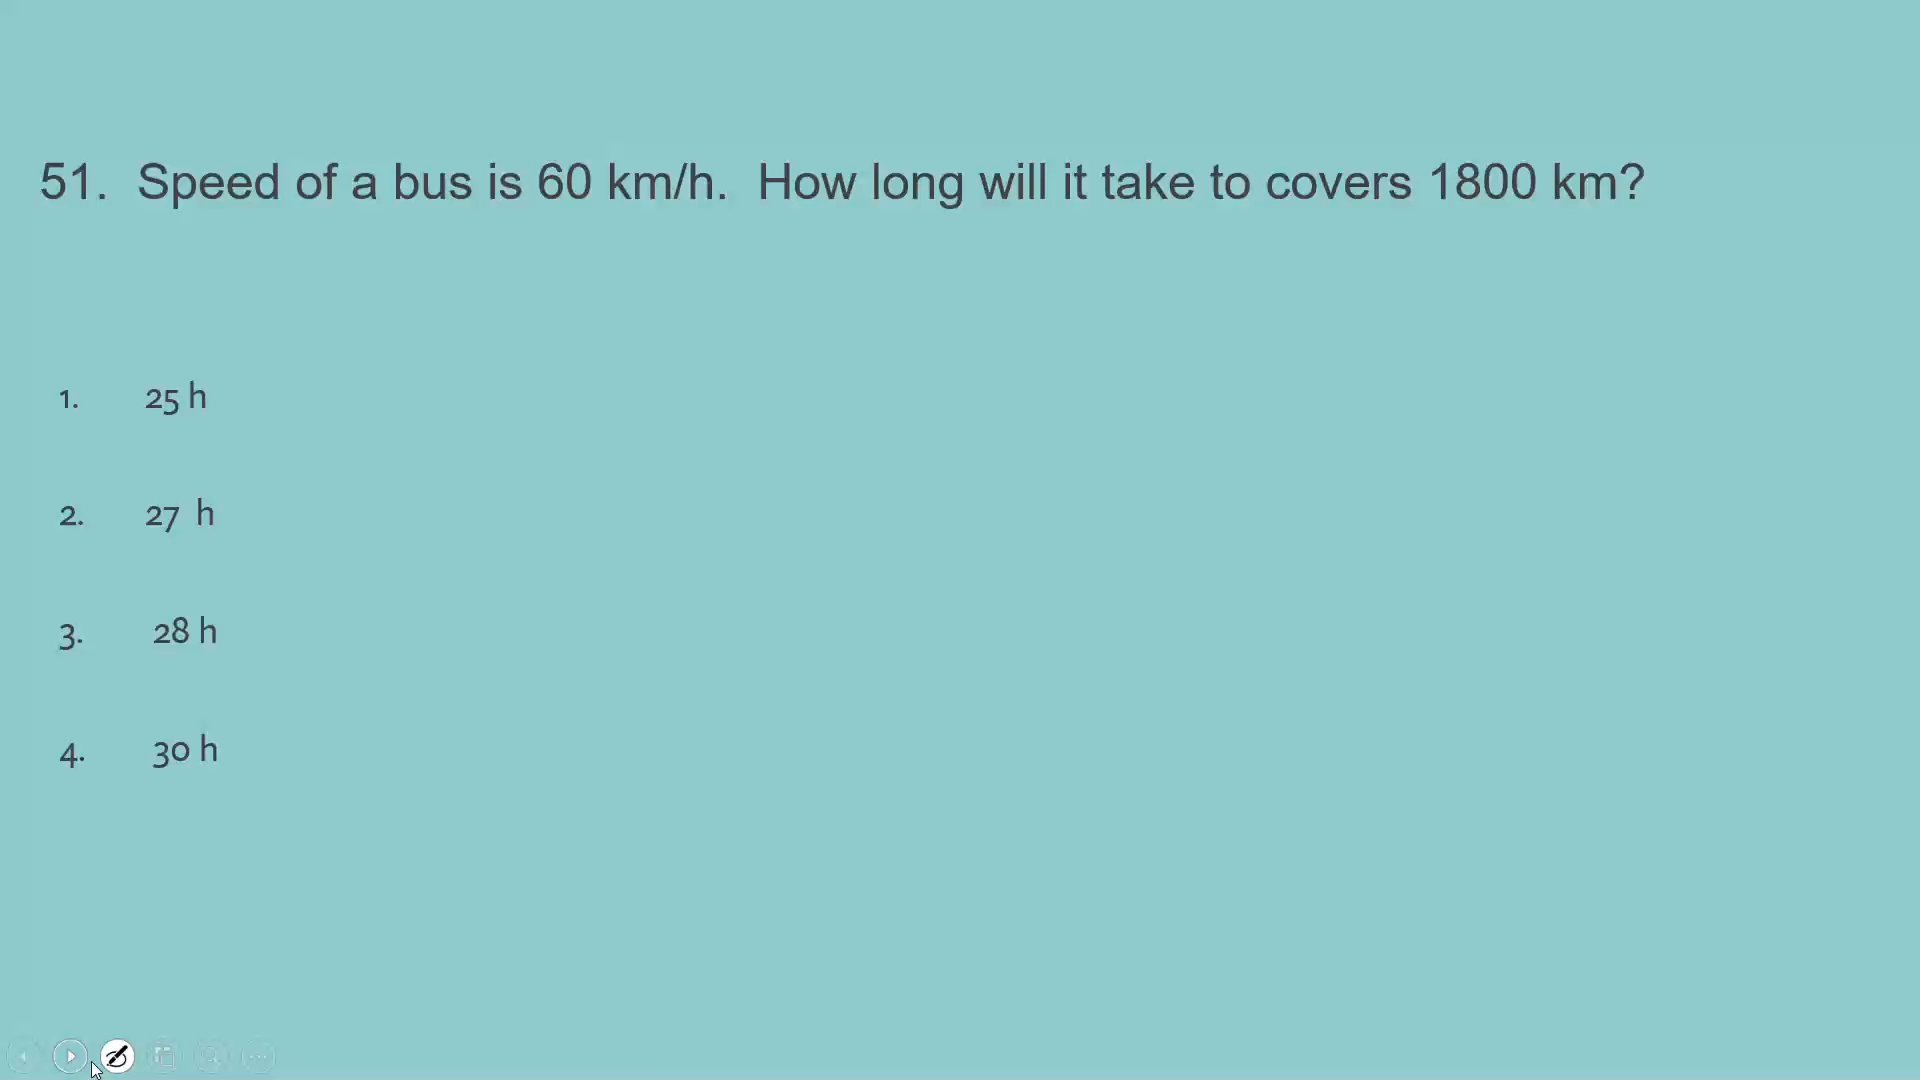 51. Speed of a bus is 60 km/h. How long will it take to covers 1800 km?
1. 25 h
2. 27 h
3. 28 h
4. 30 h